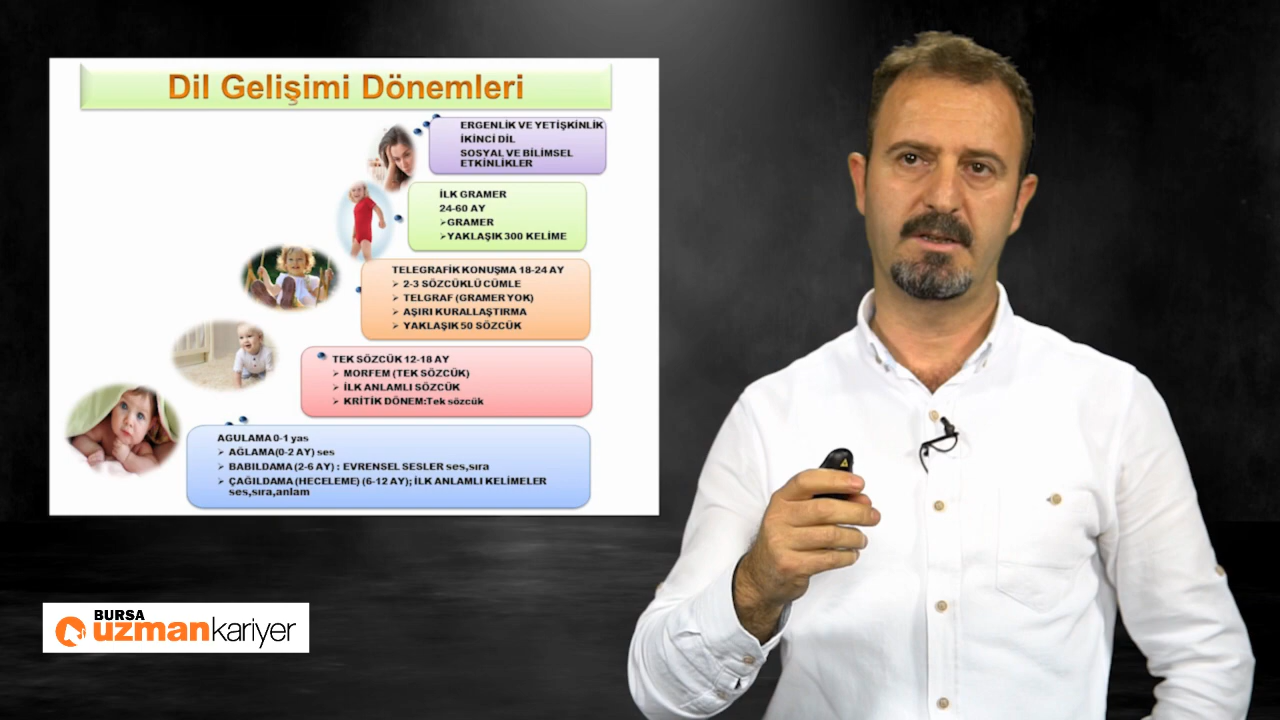 Dil Gelişimi Dönemleri
ERGENLİK VE YETİŞKİNLİK
İKİNCİ DİL
SOSYAL VE BİLİMSEL
ETKİNLİKLER
İLK GRAMER
24-60 AY
GRAMER
YAKLAŞIK 300 KELİME
TELEGRAFİK KONUŞMA 18-24 AY
2-3 SÖZCÜKLÜ CÜMLE
TELGRAF (GRAMER YOK)
AŞIRI KURALLAŞTIRMA
YAKLAŞIK 50 SÖZCÜK
TEK SÖZCÜK 12-18 AY
MORFEM (TEK SÖZCÜK)
İLK ANLAMLI SÖZCÜK
KRİTİK DÖNEM:Tek sözcük
AGULAMA 0-1 yas
AĞLAMA(0-2 AY) ses
BABILDAMA (2-6 AY) : EVRENSEL SESLER ses,sıra
ÇAĞILDAMA (HECELEME) (6-12 AY); İLK ANLAMLI KELİMELER
ses,sıra,anlam
BURSA
uzmankariyer